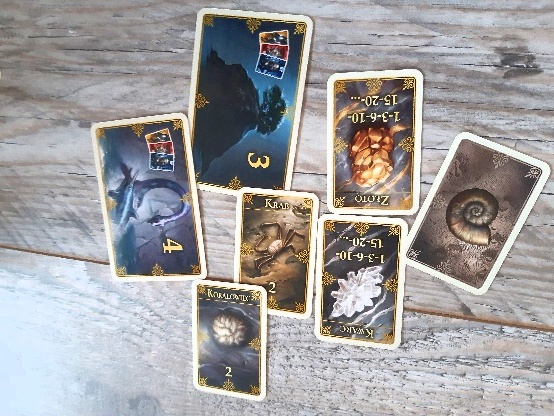 3
4
1-3-6-10-
15-20-...
ZŁOTO
KRAB
2
1-3-6-10-
15-20-...
KWARC
KORALOWIEC
2